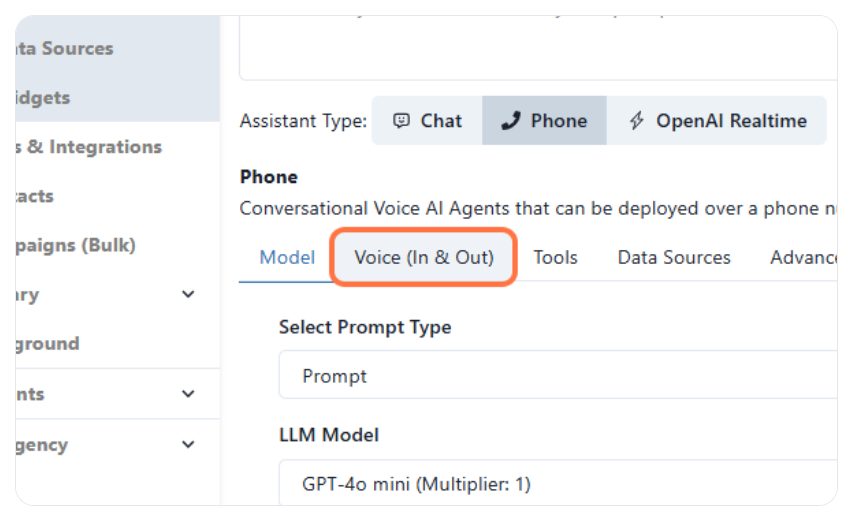 ta Sources
idgets
s & Integrations
tacts
paigns (Bulk)
ry
ground
nts
gency
Assistant Type: Chat Phone OpenAI Realtime
Phone
Conversational Voice AI Agents that can be deployed over a phone n
Model Voice (In & Out) Tools Data Sources Advanc
Select Prompt Type
Prompt
LLM Model
GPT-4o mini (Multiplier: 1)